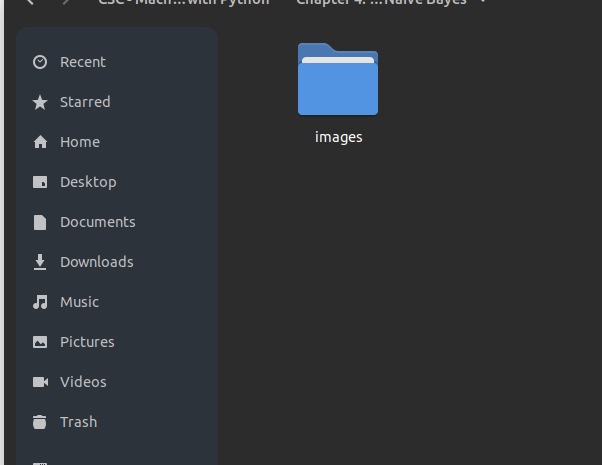 CSC - Mach...with Python Chapter 4: ...Naive Bayes
Recent
Starred
Home
Desktop
Documents
Downloads
Music
Pictures
Videos
Trash
images